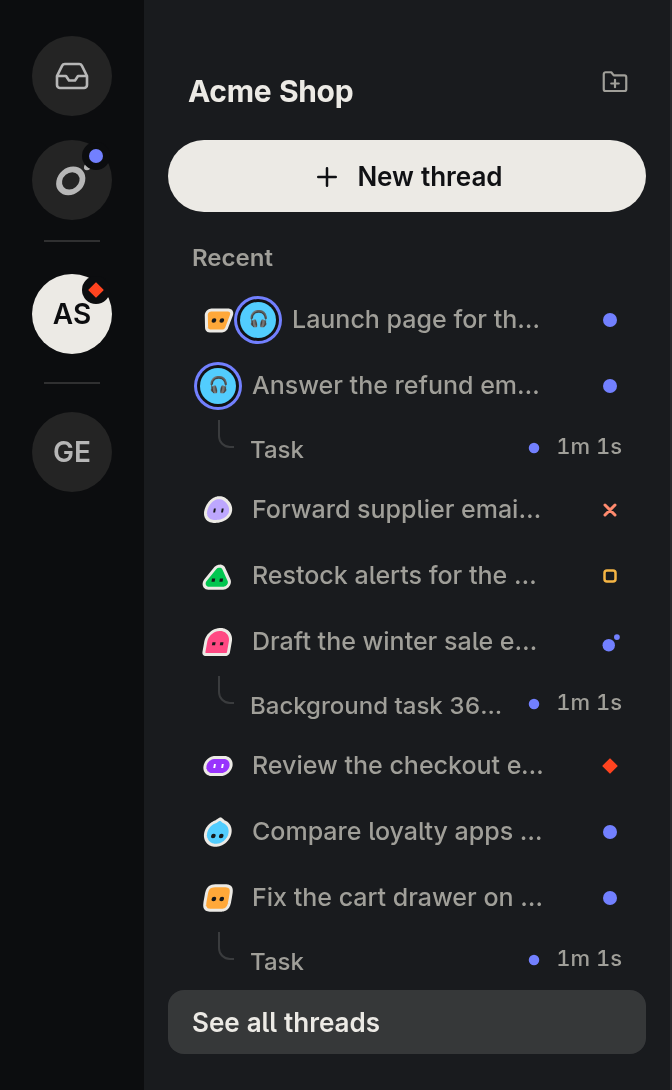 Acme Shop
New thread
Recent
AS
Launch page for th...
Answer the refund em...
Task 1m 1s
GE
Forward supplier emai...
Restock alerts for the ...
Draft the winter sale e...
Background task 36... 1m 1s
Review the checkout e...
Compare loyalty apps ...
Fix the cart drawer on ...
Task 1m 1s
See all threads